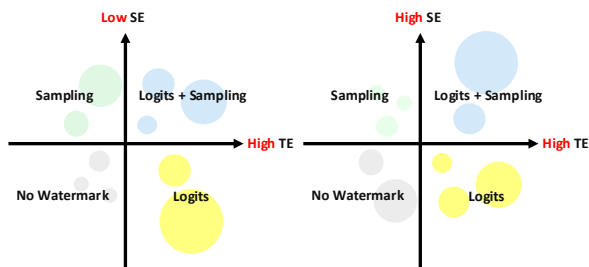 Low SE
Sampling
Logits + Sampling
High TE
No Watermark
Logits
High SE
Sampling
Logits + Sampling
High TE
No Watermark
Logits